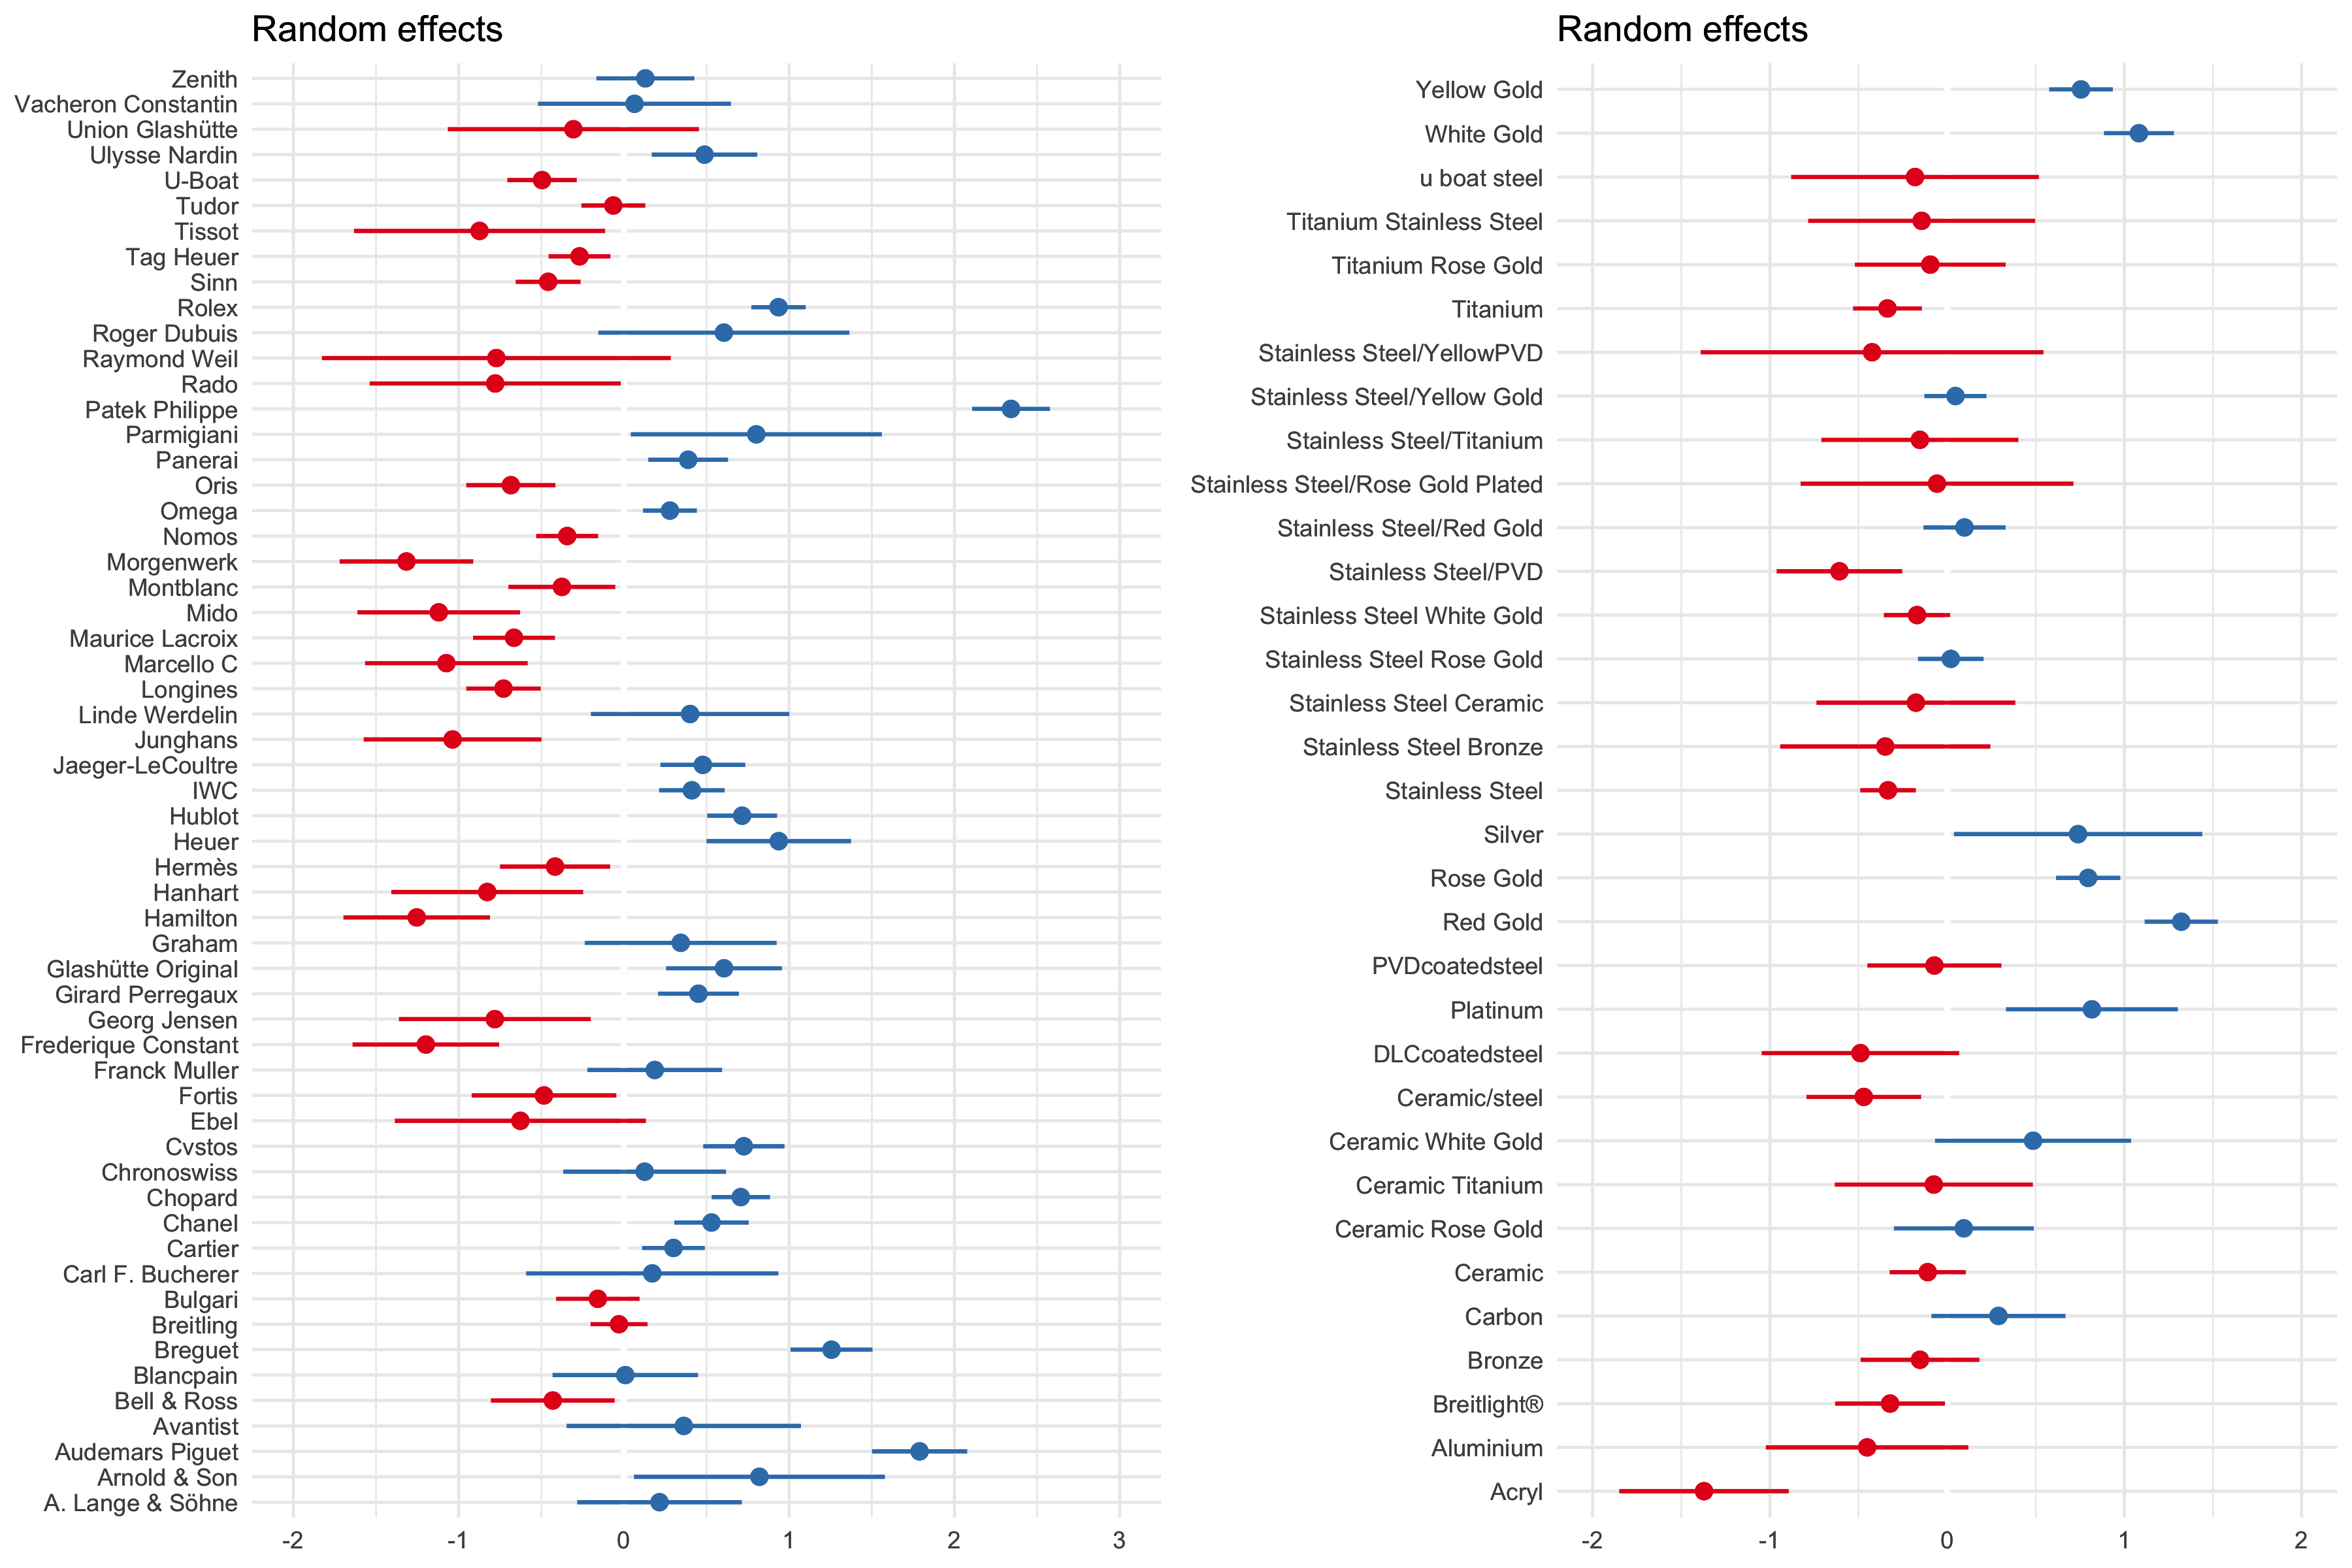 Random effects
Zenith
Vacheron Constantin
Union Glashütte
Ulysse Nardin
U-Boat
Tudor
Tissot
Tag Heuer
Sinn
Rolex
Roger Dubuis
Raymond Weil
Rado
Patek Philippe
Parmigiani
Panerai
Oris
Omega
Nomos
Morgenwerk
Montblanc
Mido
Maurice Lacroix
Marcello C
Longines
Linde Werdelin
Junghans
Jaeger-LeCoultre
IWC
Hublot
Heuer
Hermès
Hanhart
Hamilton
Graham
Glashütte Original
Girard Perregaux
Georg Jensen
Frederique Constant
Franck Muller
Fortis
Ebel
Cvstos
Chronoswiss
Chopard
Chanel
Cartier
Carl F. Bucherer
Bulgari
Breitling
Breguet
Blancpain
Bell & Ross
Avantist
Audemars Piguet
Arnold & Son
A. Lange & Söhne
-2 -1 0 1 2 3
Random effects
Yellow Gold
White Gold
u boat steel
Titanium Stainless Steel
Titanium Rose Gold
Titanium
Stainless Steel/YellowPVD
Stainless Steel/Yellow Gold
Stainless Steel/Titanium
Stainless Steel/Rose Gold Plated
Stainless Steel/Red Gold
Stainless Steel/PVD
Stainless Steel White Gold
Stainless Steel Rose Gold
Stainless Steel Ceramic
Stainless Steel Bronze
Stainless Steel
Silver
Rose Gold
Red Gold
PVDcoatedsteel
Platinum
DLCcoatedsteel
Ceramic/steel
Ceramic White Gold
Ceramic Titanium
Ceramic Rose Gold
Ceramic
Carbon
Bronze
Breitlight®
Aluminium
Acryl
-2 -1 0 1 2